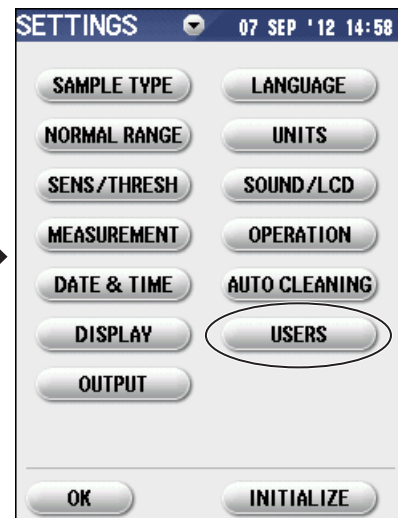 SETTINGS 07 SEP '12 14:58
SAMPLE TYPE LANGUAGE
NORMAL RANGE UNITS
SENS/THRESH SOUND/LCD
MEASUREMENT OPERATION
DATE & TIME AUTO CLEANING
DISPLAY USERS
OUTPUT
OK INITIALIZE